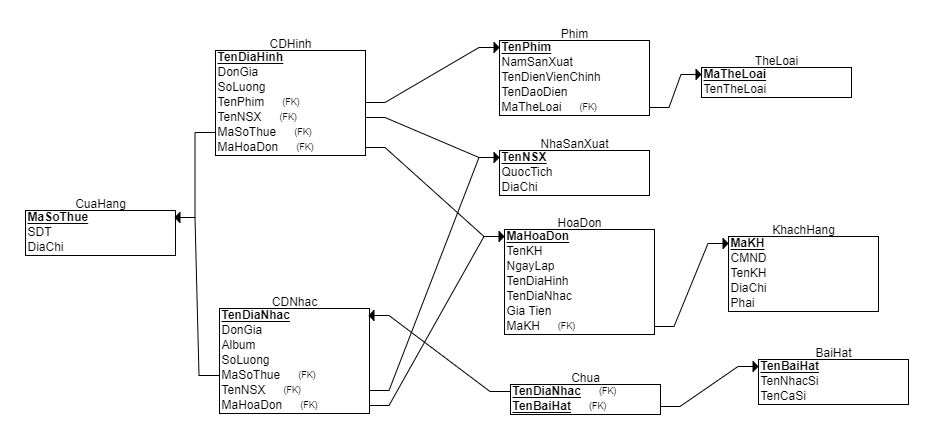 CDHinh
TenDiaHinh
DonGia
SoLuong
TenPhim (FK)
TenNSX (FK)
MaSoThue (FK)
MaHoaDon (FK)
Phim
TenPhim
NamSanXuat
TenDienVienChinh
TenDaoDien
MaTheLoai (FK)
TheLoai
MaTheLoai
TenTheLoai
NhaSanXuat
TenNSX
QuocTich
DiaChi
CuaHang
MaSoThue
SDT
DiaChi
HoaDon
MaHoaDon
TenKH
NgayLap
TenDiaHinh
TenDiaNhac
Gia Tien
MaKH (FK)
KhachHang
MaKH
CMND
TenKH
DiaChi
Phai
CDNhac
TenDiaNhac
DonGia
Album
SoLuong
MaSoThue (FK)
TenNSX (FK)
MaHoaDon (FK)
Chua
TenDiaNhac (FK)
TenBaiHat (FK)
BaiHat
TenBaiHat
TenNhacSi
TenCaSi